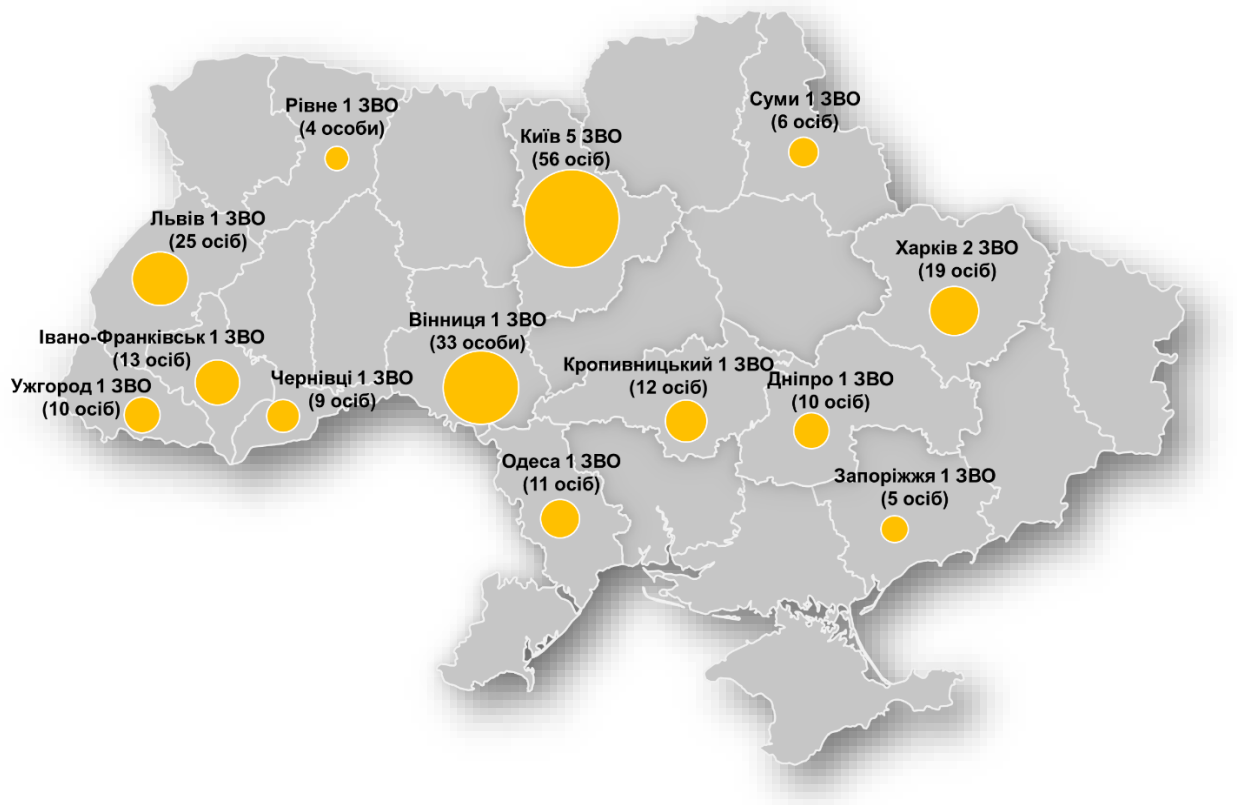 Рівне 1 ЗВО
(4 особи)
Суми 1 ЗВО
(6 осіб)
Київ 5 ЗВО
(56 осіб)
Львів 1 ЗВО
(25 осіб)
Харків 2 ЗВО
(19 осіб)
Вінниця 1 ЗВО
(33 особи)
Івано-Франківськ 1 ЗВО
(13 осіб)
Кропивницький 1 ЗВО
(12 осіб)
Чернівці 1 ЗВО
(9 осіб)
Дніпро 1 ЗВО
(10 осіб)
Ужгород 1 ЗВО
(10 осіб)
Одеса 1 ЗВО
(11 осіб)
Запоріжжя 1 ЗВО
(5 осіб)